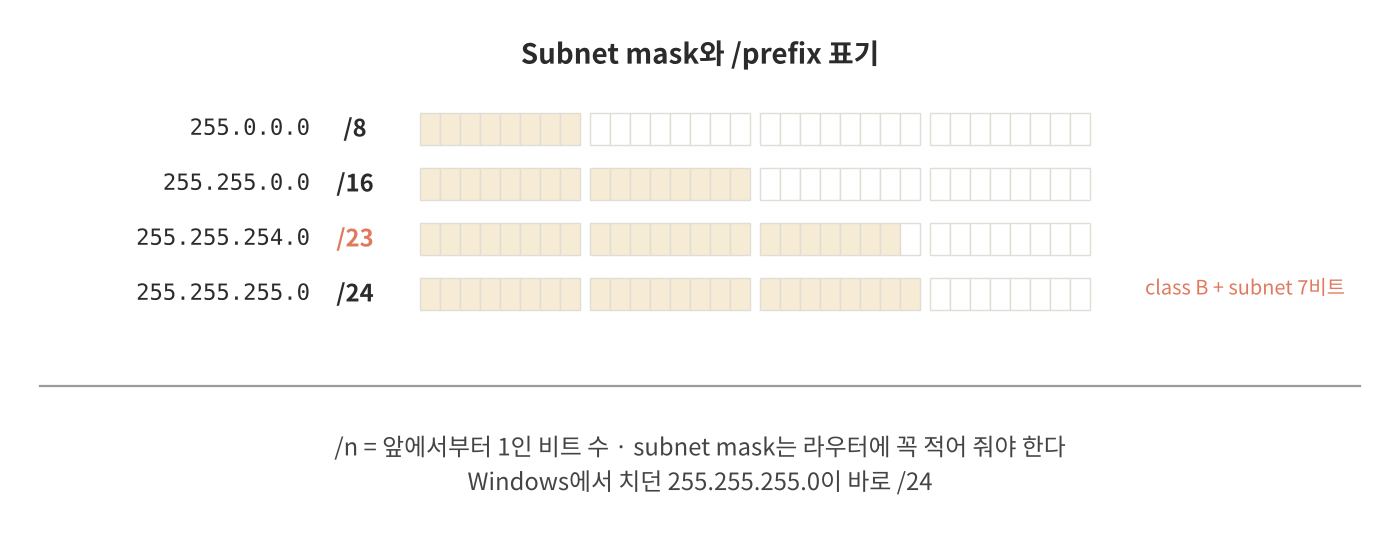 Subnet mask와 /prefix 표기
255.0.0.0 /8
255.255.0.0 /16
255.255.254.0 /23
255.255.255.0 /24
class B + subnet 7비트
/n = 앞에서부터 1인 비트 수 · subnet mask는 라우터에 꼭 적어 줘야 한다
Windows에서 치던 255.255.255.0이 바로 /24